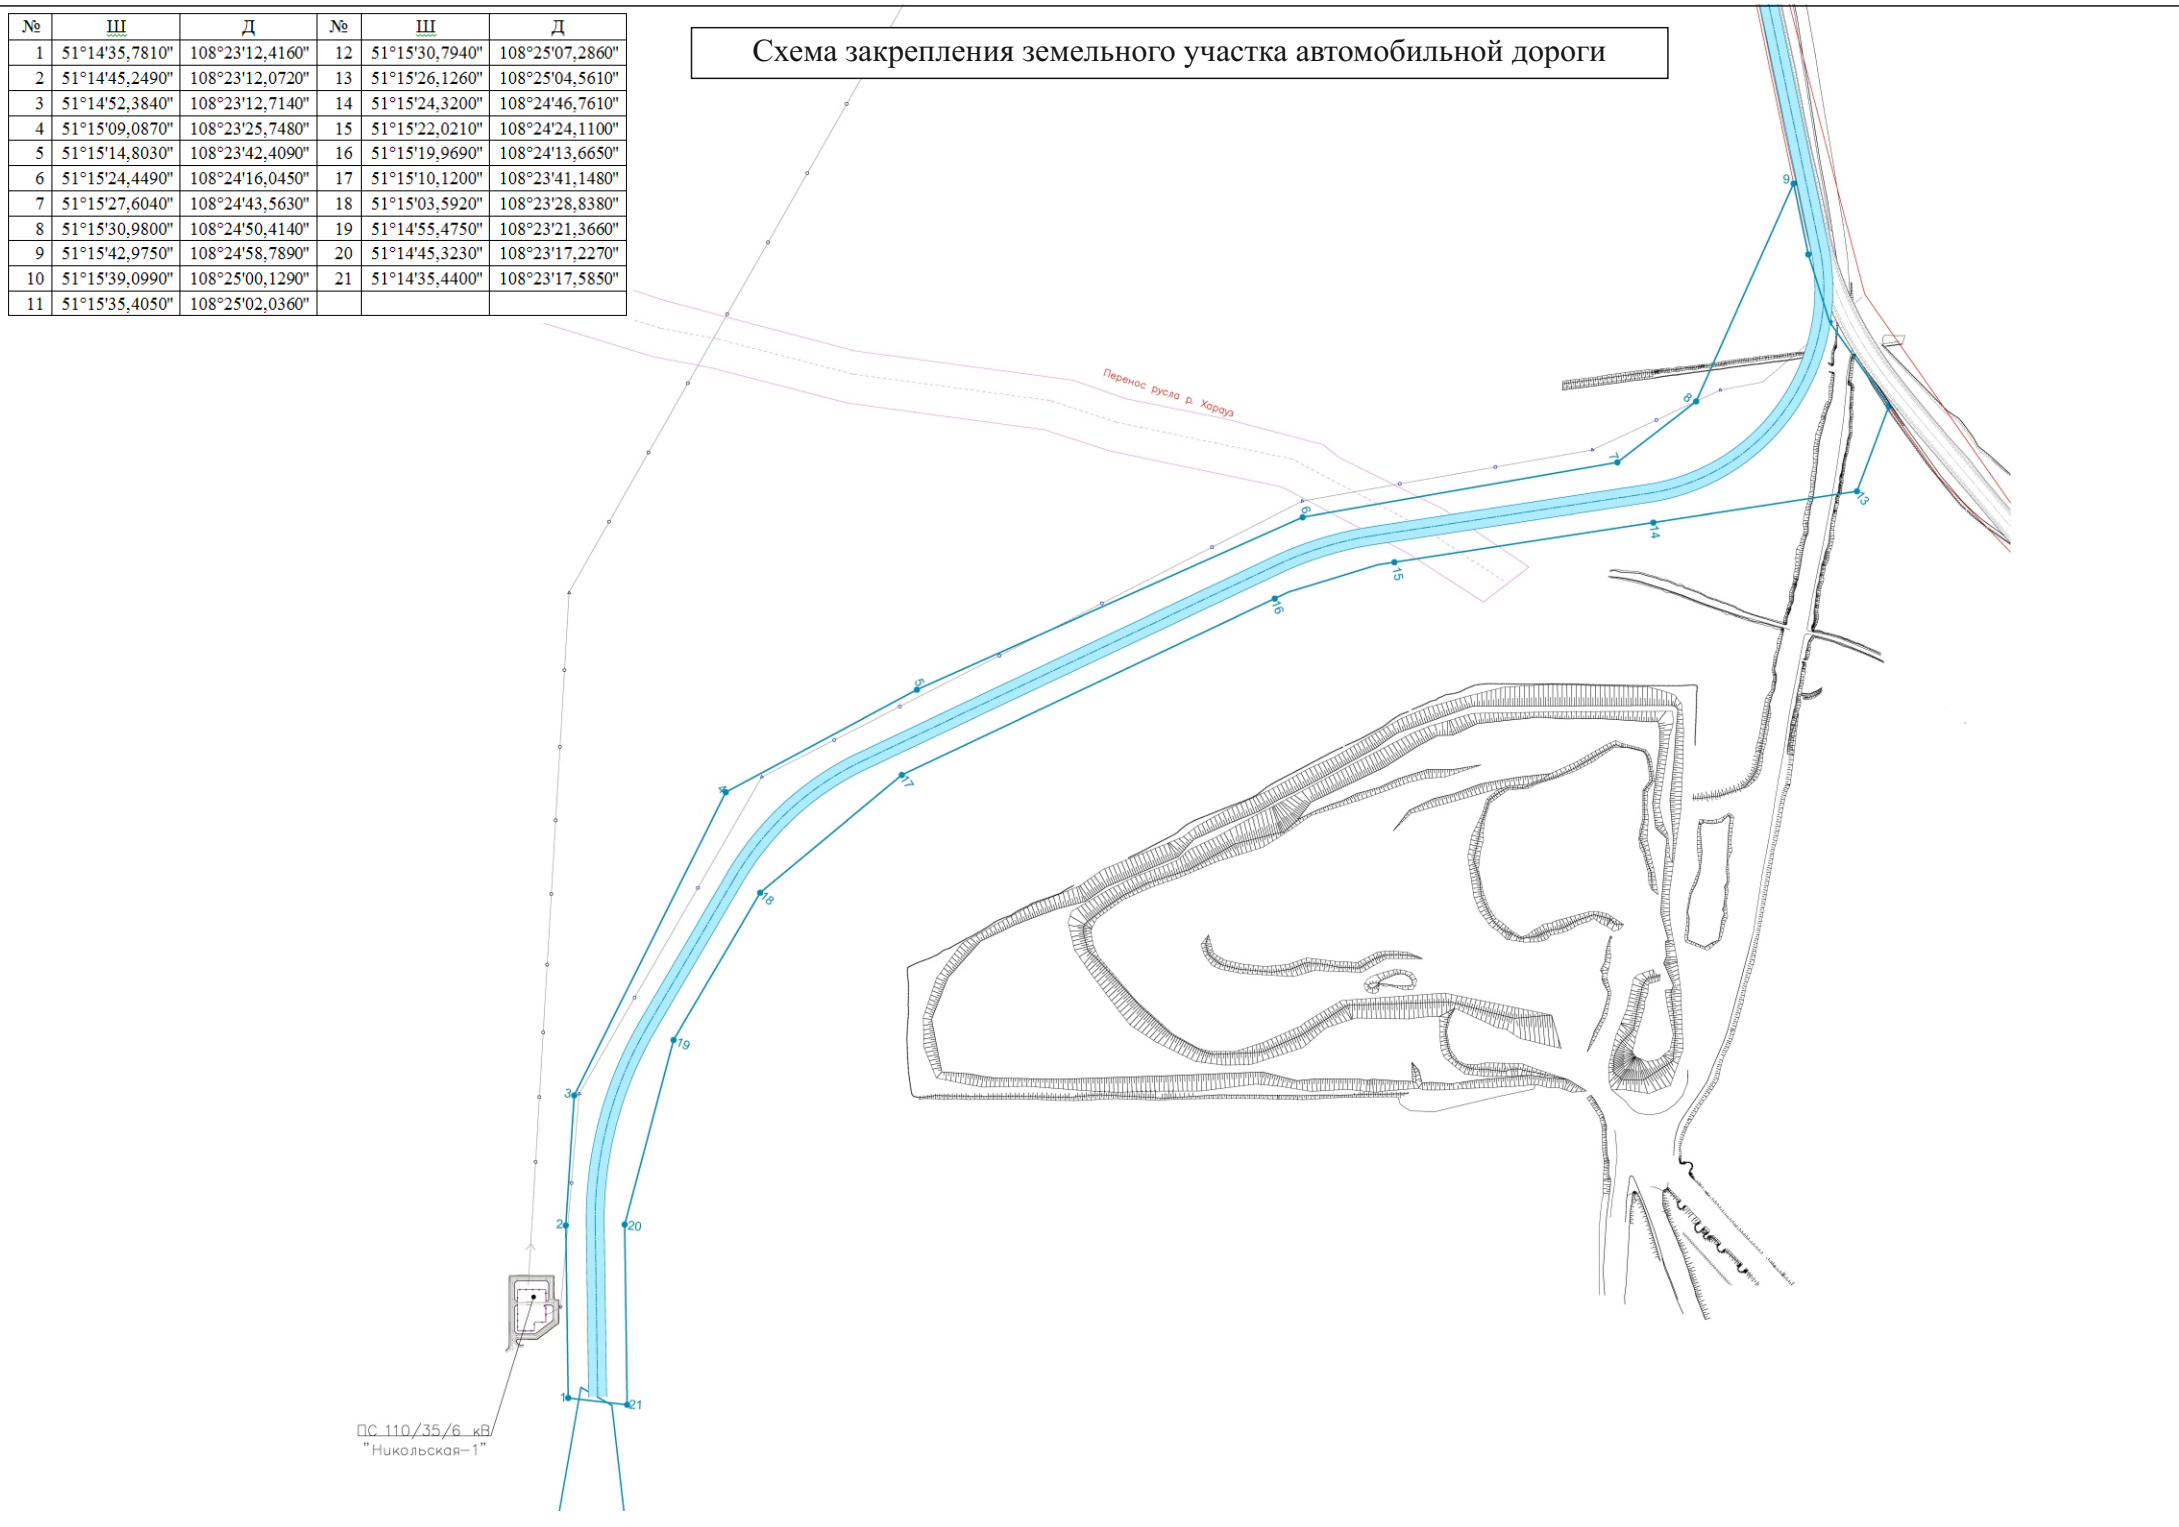 № Ш Д № Ш Д
1 51°14'35,7810" 108°23'12,4160" 12 51°15'30,7940" 108°25'07,2860"
2 51°14'45,2490" 108°23'12,0720" 13 51°15'26,1260" 108°25'04,5610"
3 51°14'52,3840" 108°23'12,7140" 14 51°15'24,3200" 108°24'46,7610"
4 51°15'09,0870" 108°23'25,7480" 15 51°15'22,0210" 108°24'24,1100"
5 51°15'14,8030" 108°23'42,4090" 16 51°15'19,9690" 108°24'13,6650"
6 51°15'24,4490" 108°24'16,0450" 17 51°15'10,1200" 108°23'41,1480"
7 51°15'27,6040" 108°24'43,5630" 18 51°15'03,5920" 108°23'28,8380"
8 51°15'30,9800" 108°24'50,4140" 19 51°14'55,4750" 108°23'21,3660"
9 51°15'42,9750" 108°24'58,7890" 20 51°14'45,3230" 108°23'17,2270"
10 51°15'39,0990" 108°25'00,1290" 21 51°14'35,4400" 108°23'17,5850"
11 51°15'35,4050" 108°25'02,0360"
Схема закрепления земельного участка автомобильной дороги
9
Перенос русла р. Харауз
8
7
13
6
14
15
16
5
17
4
18
19
3
2
20
1
21
ПС 110/35/6 кВ
"Никольская-1"